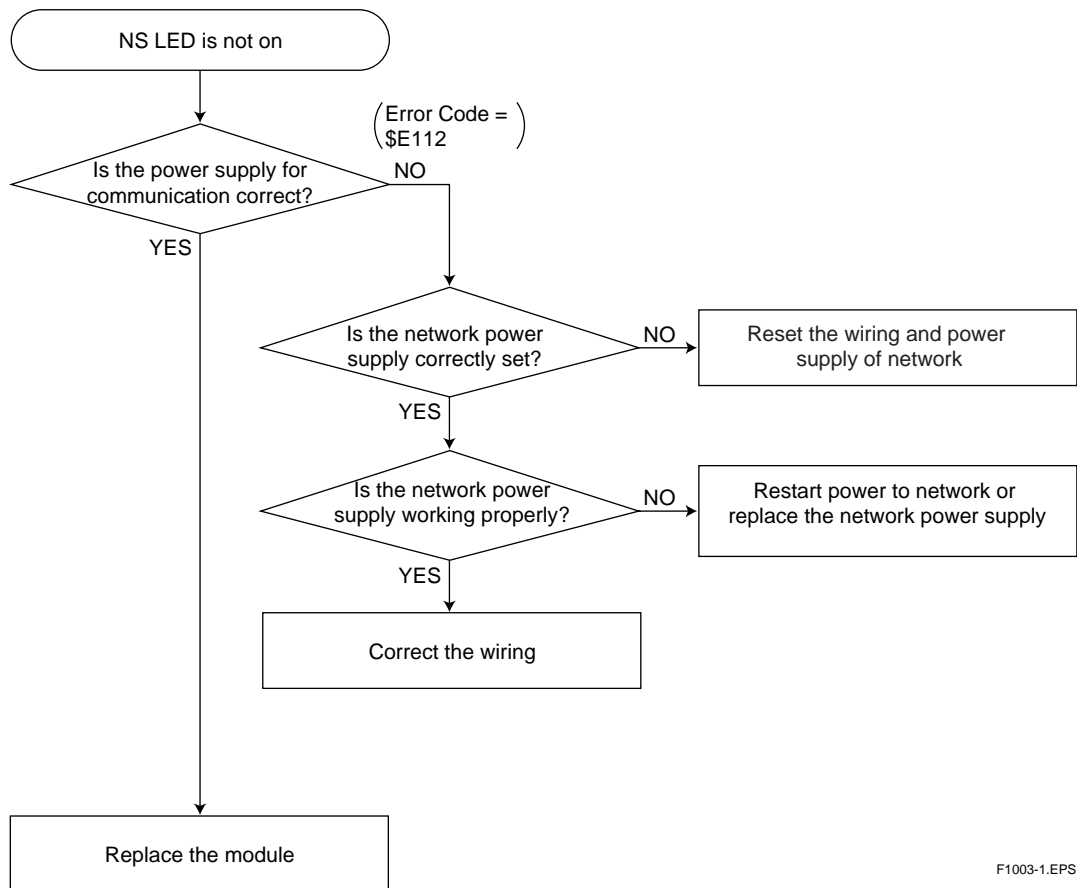 NS LED is not on
(Error Code =
$E112)
Is the power supply for
communication correct?
NO
YES
Is the network power
supply correctly set?
NO
Reset the wiring and power
supply of network
YES
Is the network power
supply working properly?
NO
Restart power to network or
replace the network power supply
YES
Correct the wiring
Replace the module
F1003-1.EPS